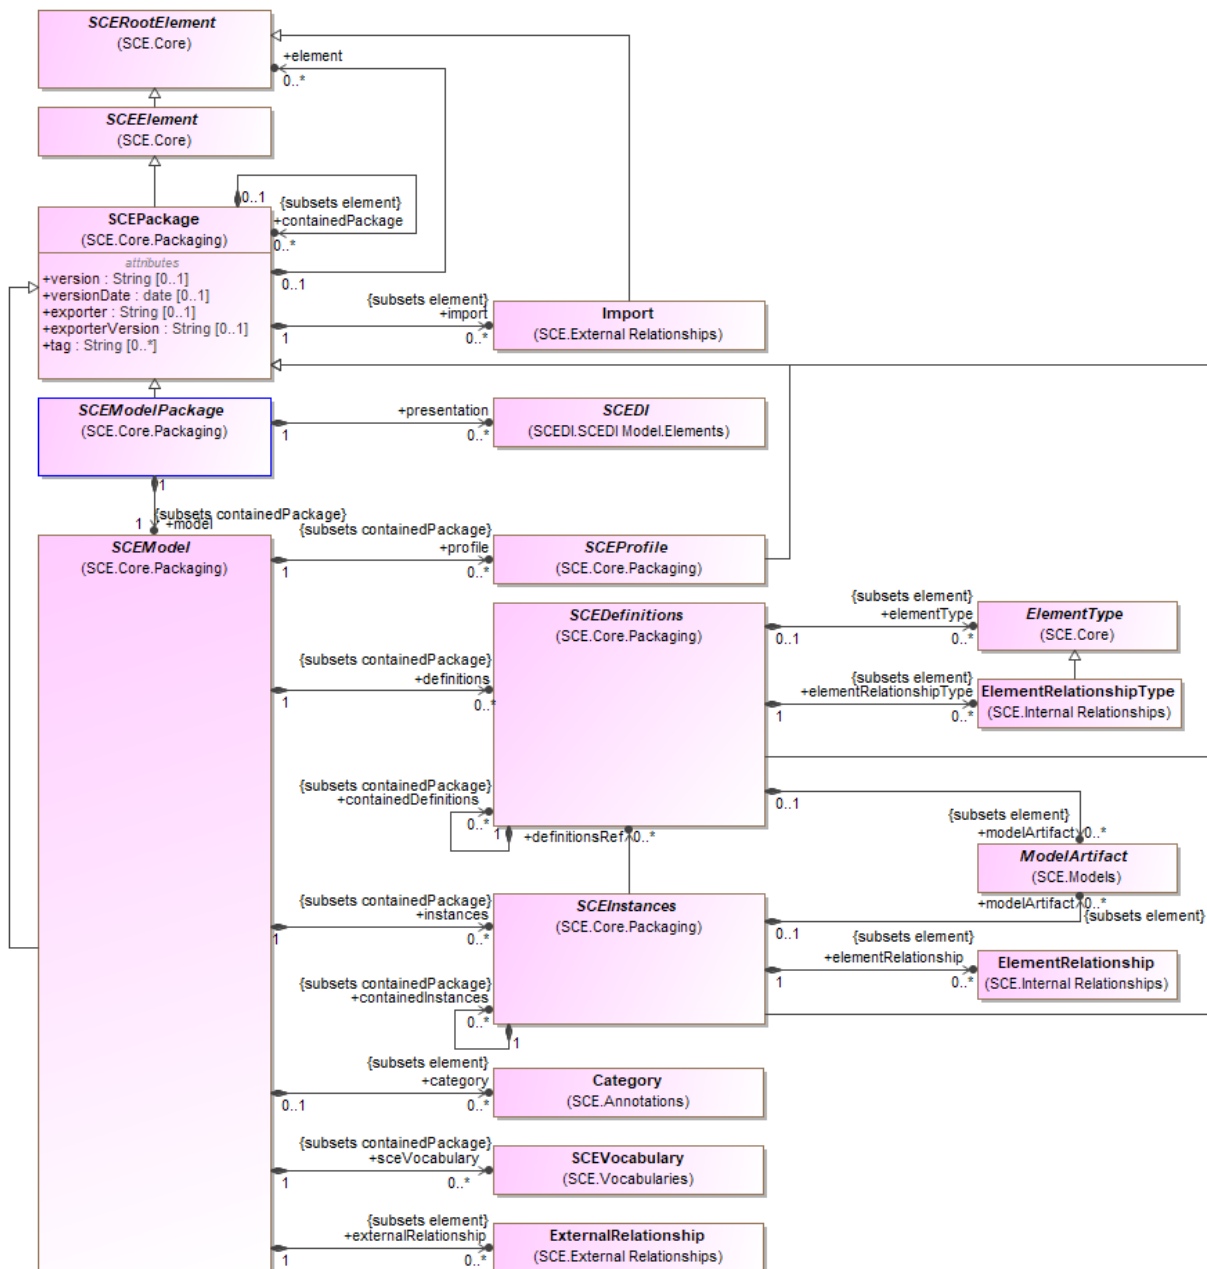 SCERootElement
(SCE.Core)
+element
0..*
SCEElement
(SCE.Core)
0..1
{subsets element}
+containedPackage
0..*
SCEPackage
(SCE.Core.Packaging)
attributes
+version : String [0..1]
+versionDate : date [0..1]
+exporter : String [0..1]
+exporterVersion : String [0..1]
+tag : String [0..*]
0..1
{subsets element}
+import
1
0..*
Import
(SCE.External Relationships)
SCEModelPackage
(SCE.Core.Packaging)
+presentation
1
0..*
SCEDI
(SCEDI.SCEDI Model.Elements)
1
{subsets containedPackage}
1
+model
SCEModel
(SCE.Core.Packaging)
{subsets containedPackage}
+profile
1
0..*
SCEProfile
(SCE.Core.Packaging)
SCEDefinitions
(SCE.Core.Packaging)
{subsets element}
+elementType
0..1
0..*
ElementType
(SCE.Core)
{subsets containedPackage}
+definitions
1
0..*
{subsets element}
+elementRelationshipType
1
0..*
ElementRelationshipType
(SCE.Internal Relationships)
{subsets containedPackage}
+containedDefinitions
0..*
1
+definitionsRef
0..*
0..1
{subsets element}
+modelArtifact
0..*
ModelArtifact
(SCE.Models)
+modelArtifact
0..*
{subsets element}
0..1
{subsets containedPackage}
+instances
1
0..*
SCEInstances
(SCE.Core.Packaging)
{subsets element}
+elementRelationship
1
0..*
ElementRelationship
(SCE.Internal Relationships)
{subsets containedPackage}
+containedInstances
0..*
1
{subsets element}
+category
0..1
0..*
Category
(SCE.Annotations)
{subsets containedPackage}
+sceVocabulary
1
0..*
SCEVocabulary
(SCE.Vocabularies)
{subsets element}
+externalRelationship
1
0..*
ExternalRelationship
(SCE.External Relationships)